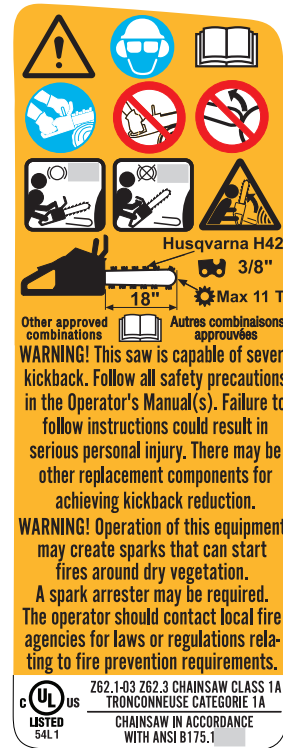 Husqvarna H42
3/8"
18"
Max 11 T
Other approved combinations
Autres combinaisons approuvées
WARNING! This saw is capable of sever
kickback. Follow all safety precautions
in the Operator's Manual(s). Failure to
follow instructions could result in
serious personal injury. There may be
other replacement components for
achieving kickback reduction.
WARNING! Operation of this equipment
may create sparks that can start
fires around dry vegetation.
A spark arrester may be required.
The operator should contact local fire
agencies for laws or regulations rela-
ting to fire prevention requirements.
C UL US
LISTED
54L1
Z62.1-03 Z62.3 CHAINSAW CLASS 1A
TRONCONNEUSE CATEGORIE 1A
CHAINSAW IN ACCORDANCE
WITH ANSI B175.1